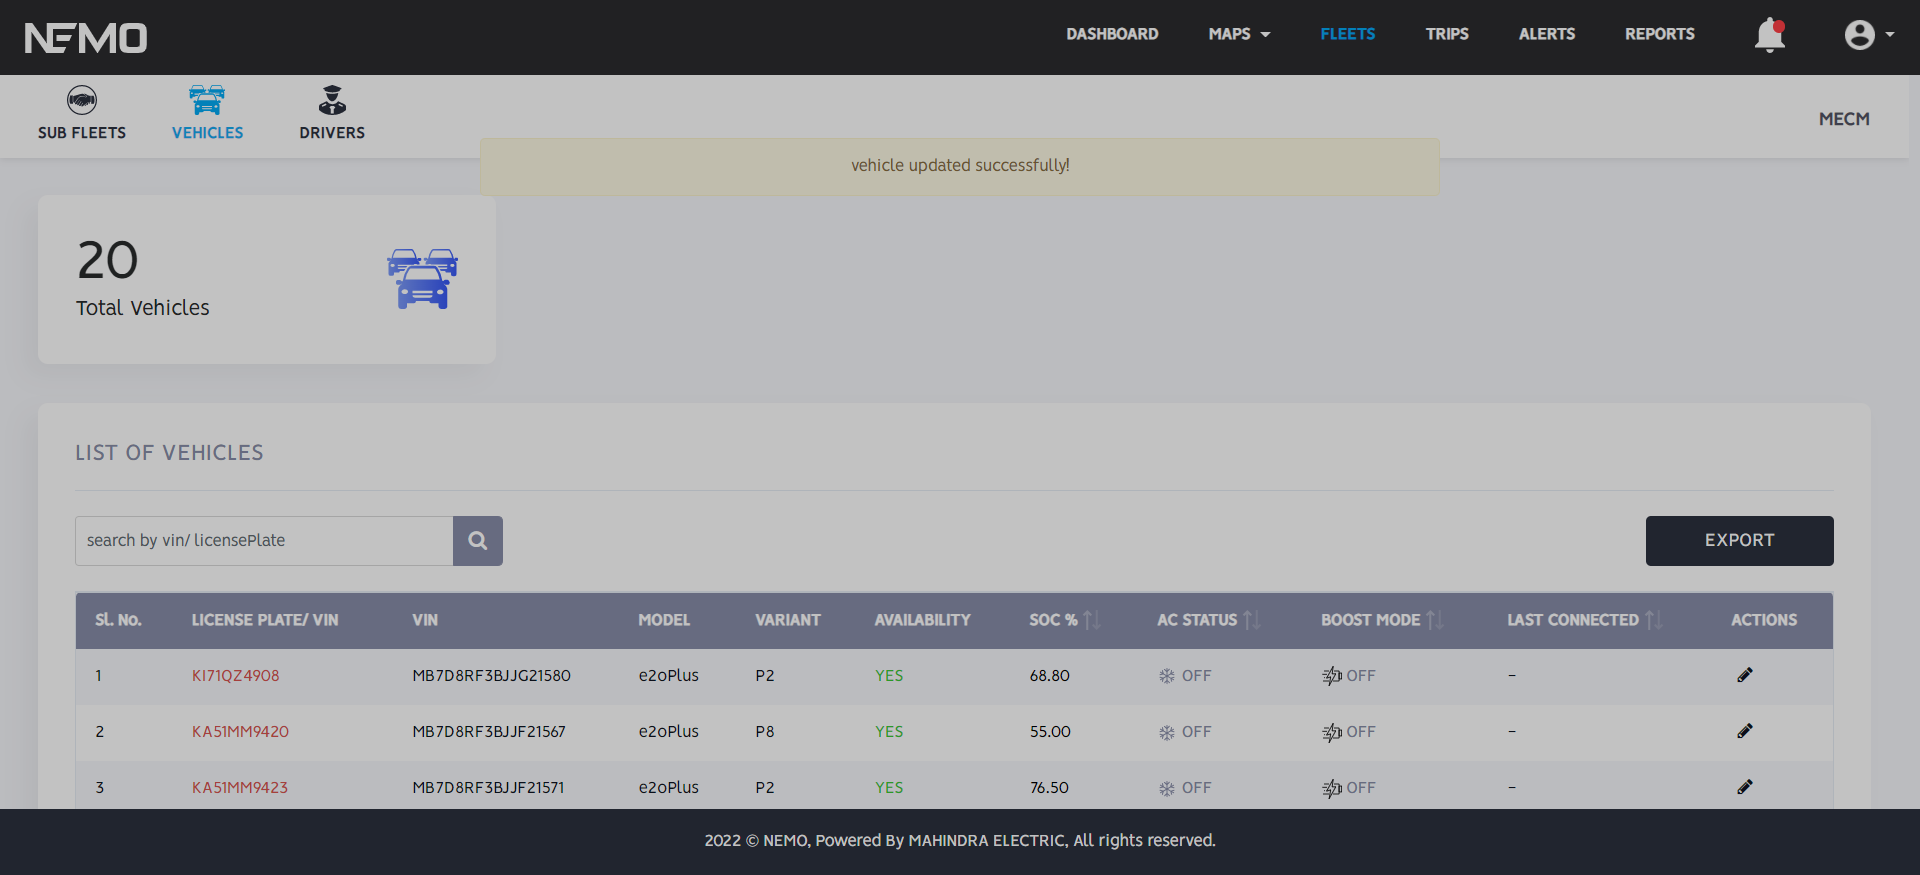 NEMO
DASHBOARD MAPS FLEETS TRIPS ALERTS REPORTS
SUB FLEETS VEHICLES DRIVERS
MECM
vehicle updated successfully!
20
Total Vehicles
LIST OF VEHICLES
search by vin/ licensePlate
EXPORT
Sl. No. LICENSE PLATE/ VIN VIN MODEL VARIANT AVAILABILITY SOC % AC STATUS BOOST MODE LAST CONNECTED ACTIONS
1 KI71QZ4908 MB7D8RF3BJJG21580 e2oPlus P2 YES 68.80 OFF OFF –
2 KA51MM9420 MB7D8RF3BJJF21567 e2oPlus P8 YES 55.00 OFF OFF –
3 KA51MM9423 MB7D8RF3BJJF21571 e2oPlus P2 YES 76.50 OFF OFF –
2022 © NEMO, Powered By MAHINDRA ELECTRIC, All rights reserved.